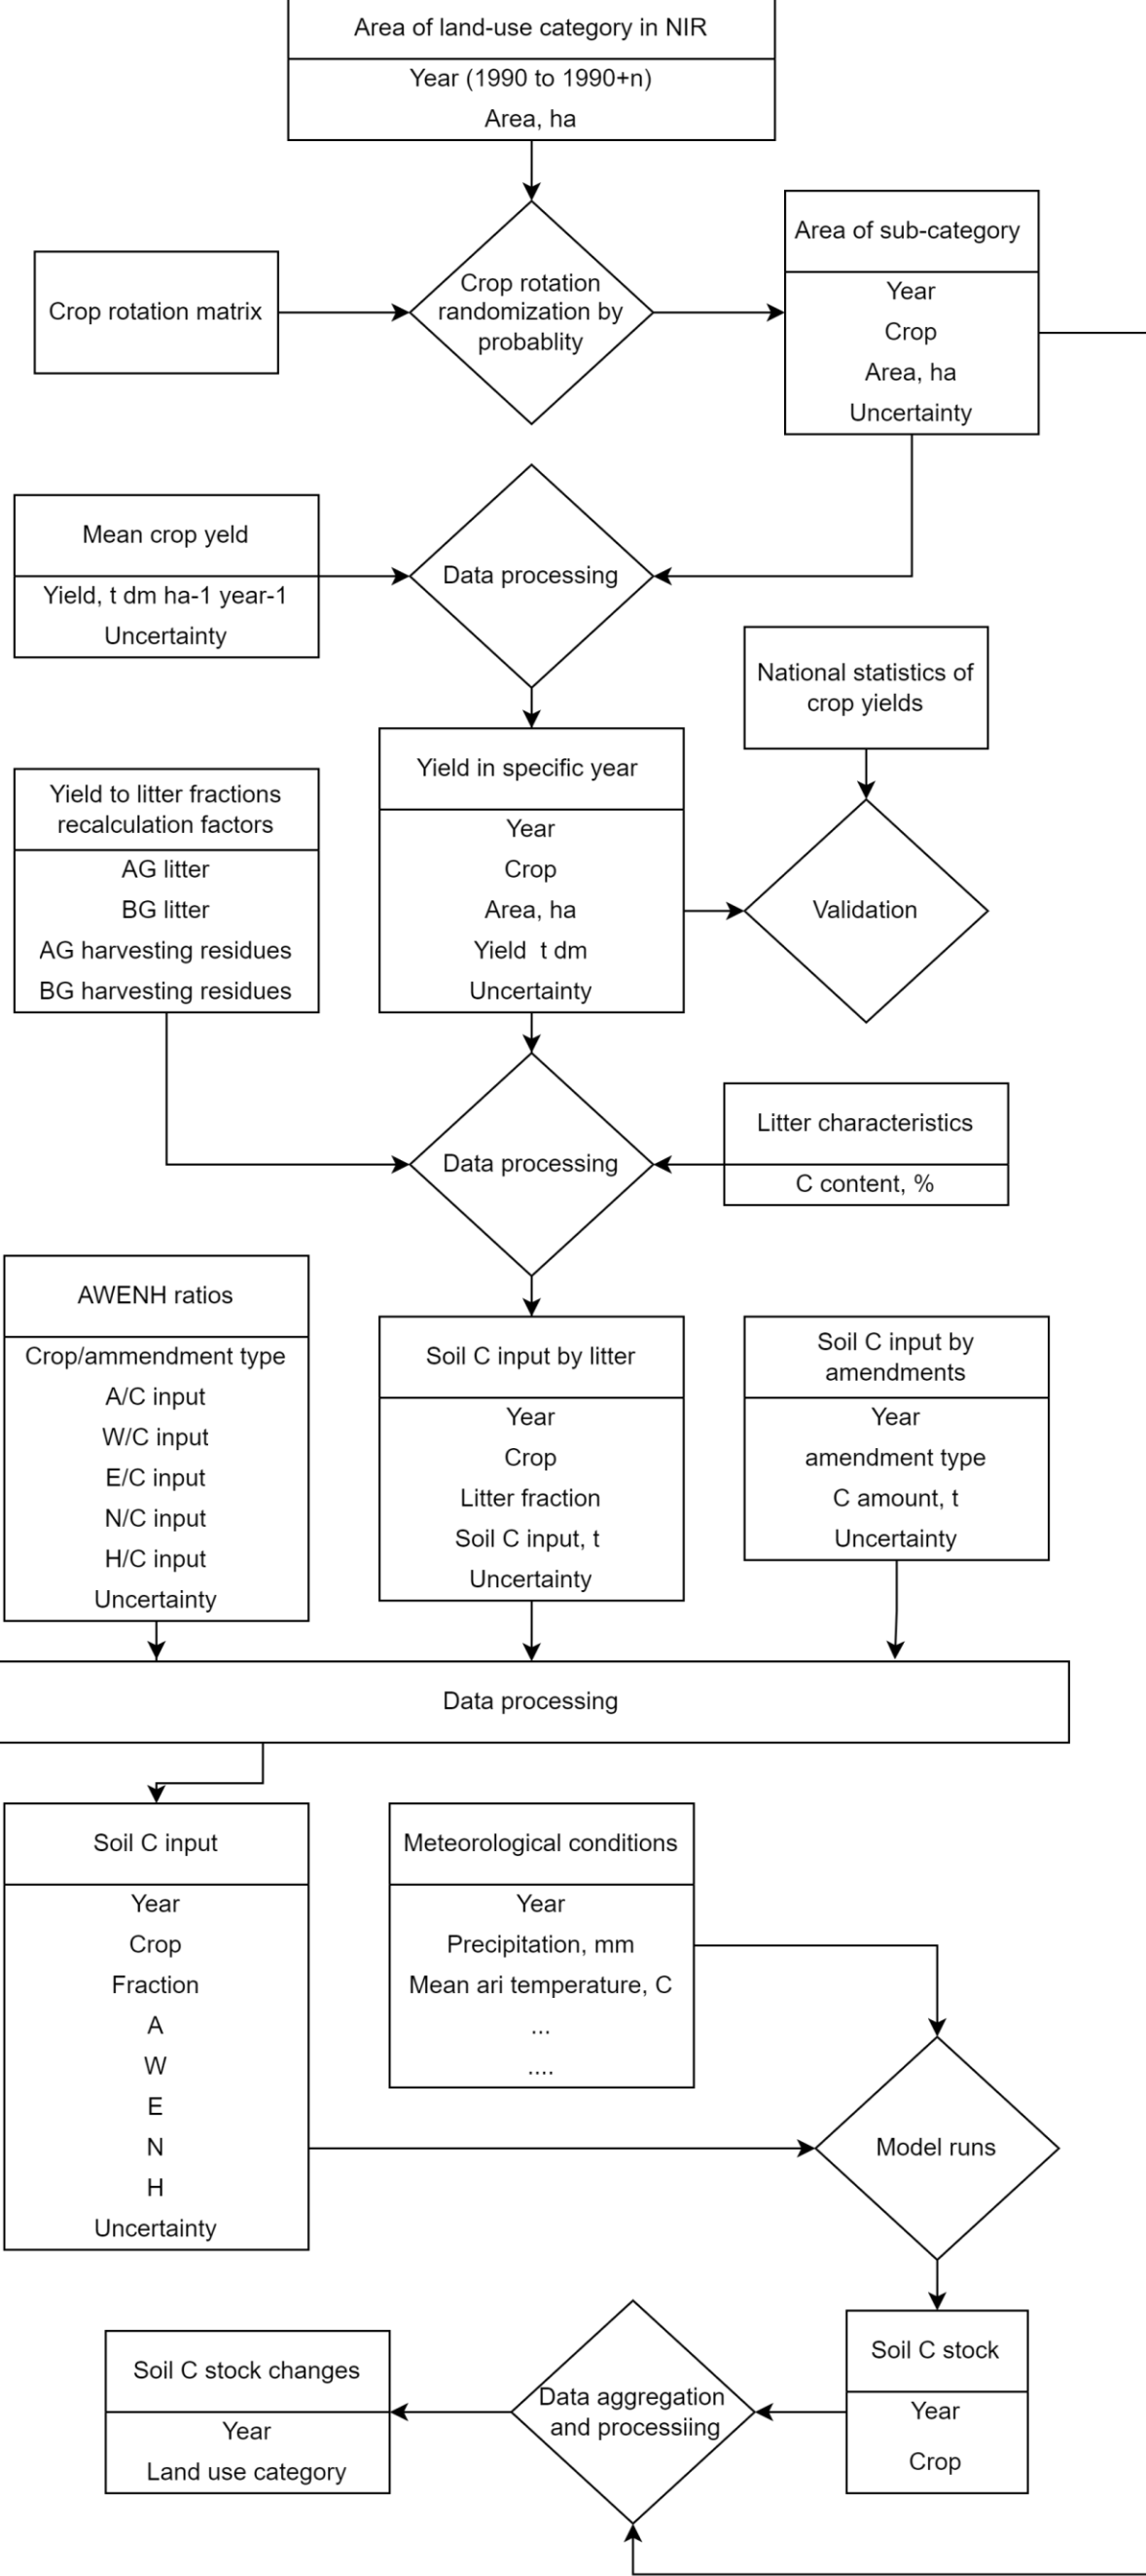 Area of land-use category in NIR
Year (1990 to 1990+n)
Area, ha
Crop rotation matrix
Crop rotation
randomization by
probablity
Area of sub-category
Year
Crop
Area, ha
Uncertainty
Mean crop yeld
Yield, t dm ha-1 year-1
Uncertainty
Data processing
National statistics of
crop yields
Yield to litter fractions
recalculation factors
AG litter
BG litter
AG harvesting residues
BG harvesting residues
Yield in specific year
Year
Crop
Area, ha
Yield  t dm
Uncertainty
Validation
Data processing
Litter characteristics
C content, %
AWENH ratios
Crop/ammendment type
A/C input
W/C input
E/C input
N/C input
H/C input
Uncertainty
Soil C input by litter
Year
Crop
Litter fraction
Soil C input, t
Uncertainty
Soil C input by
amendments
Year
amendment type
C amount, t
Uncertainty
Data processing
Soil C input
Year
Crop
Fraction
A
W
E
N
H
Uncertainty
Meteorological conditions
Year
Precipitation, mm
Mean ari temperature, C
...
....
Model runs
Soil C stock changes
Year
Land use category
Data aggregation
and processiing
Soil C stock
Year
Crop